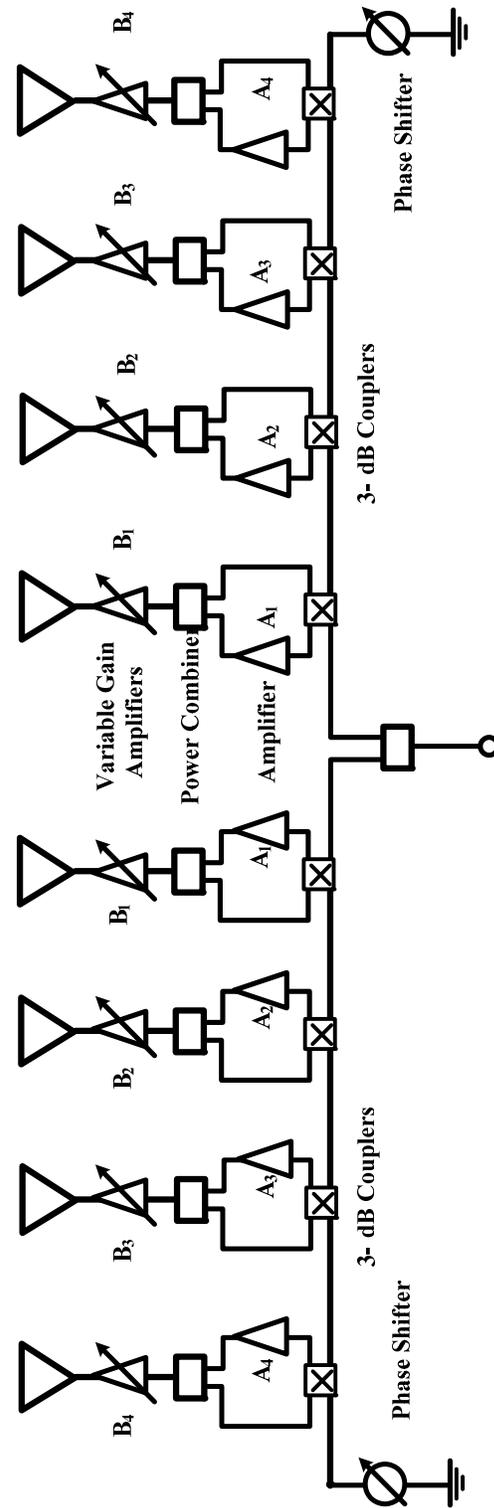 B4
B3
B2
B1
Variable Gain
Amplifiers
B1
B2
B3
B4
Power Combiner
A4
A3
A2
A1
Amplifier
A1
A2
A3
A4
3- dB Couplers
3- dB Couplers
Phase Shifter
Phase Shifter